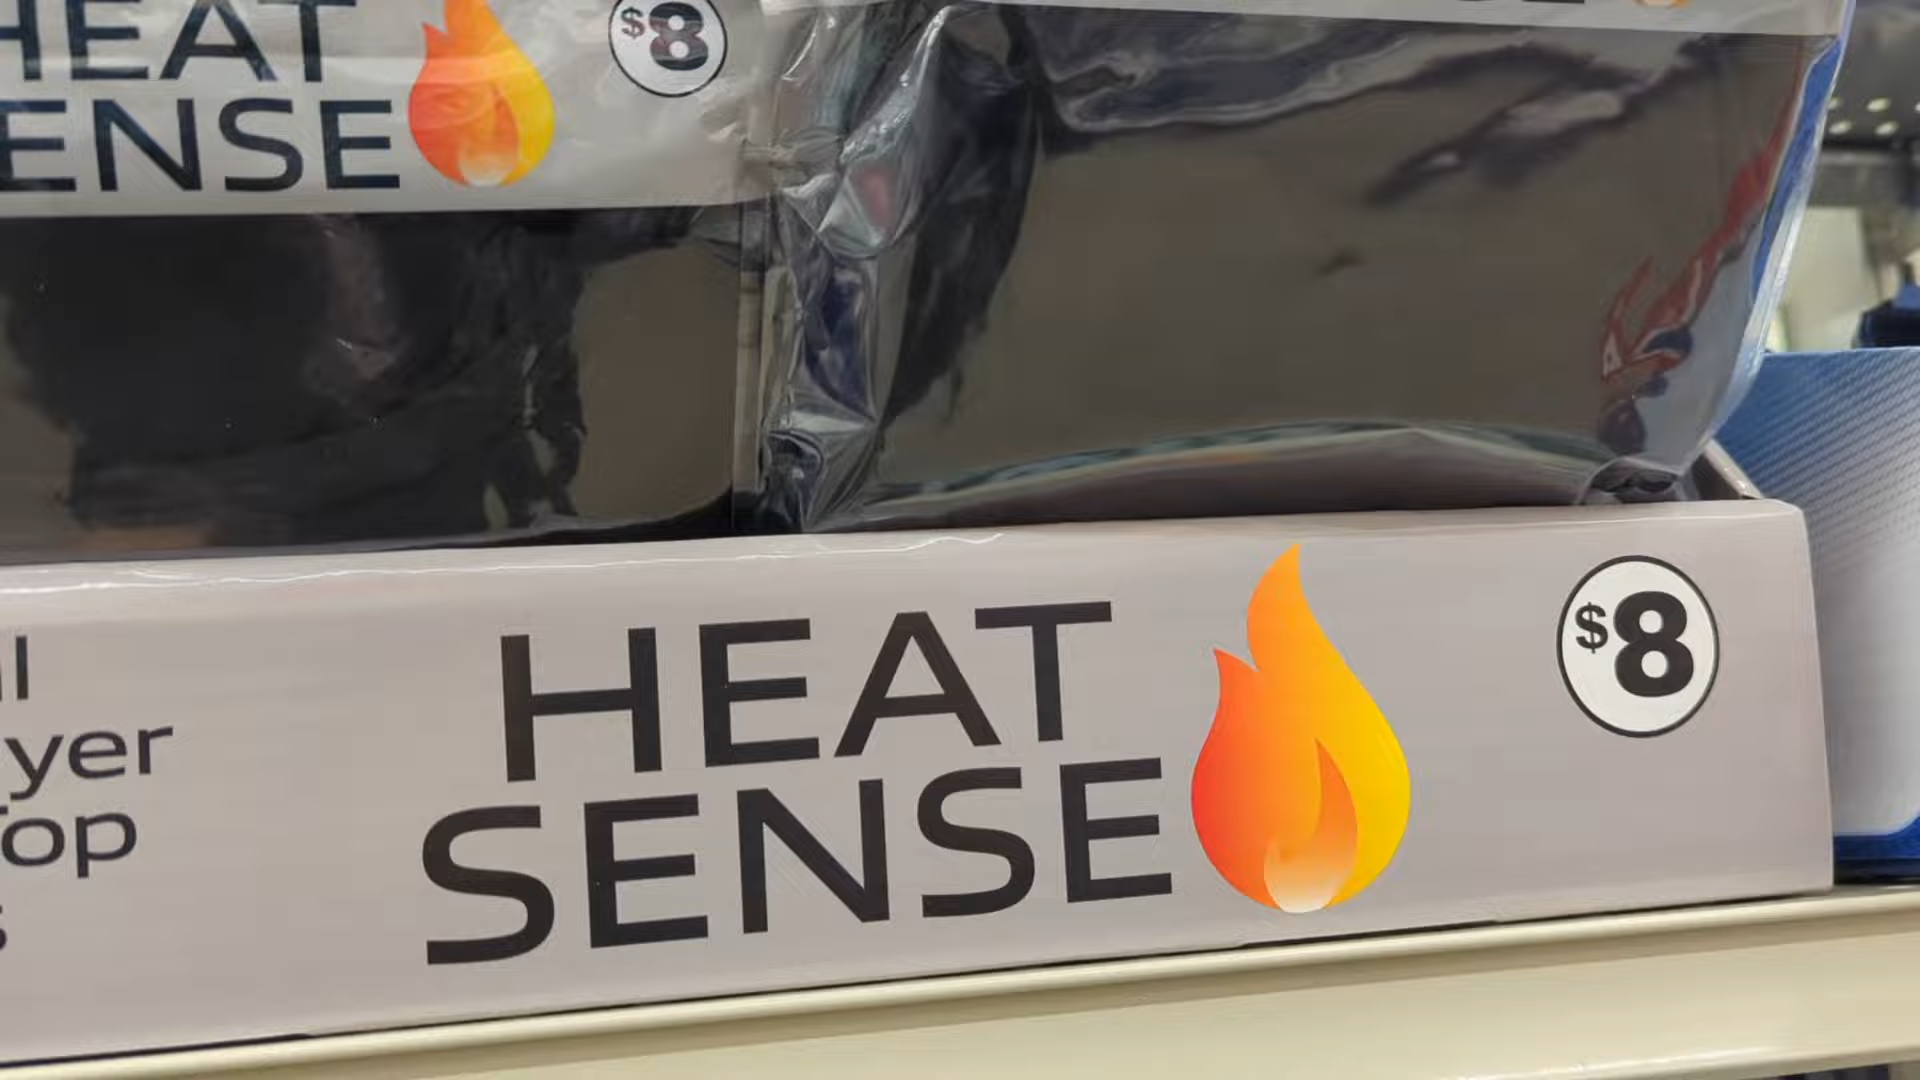 HEAT
ENSE
$8
yer
op
HEAT
SENSE
$8